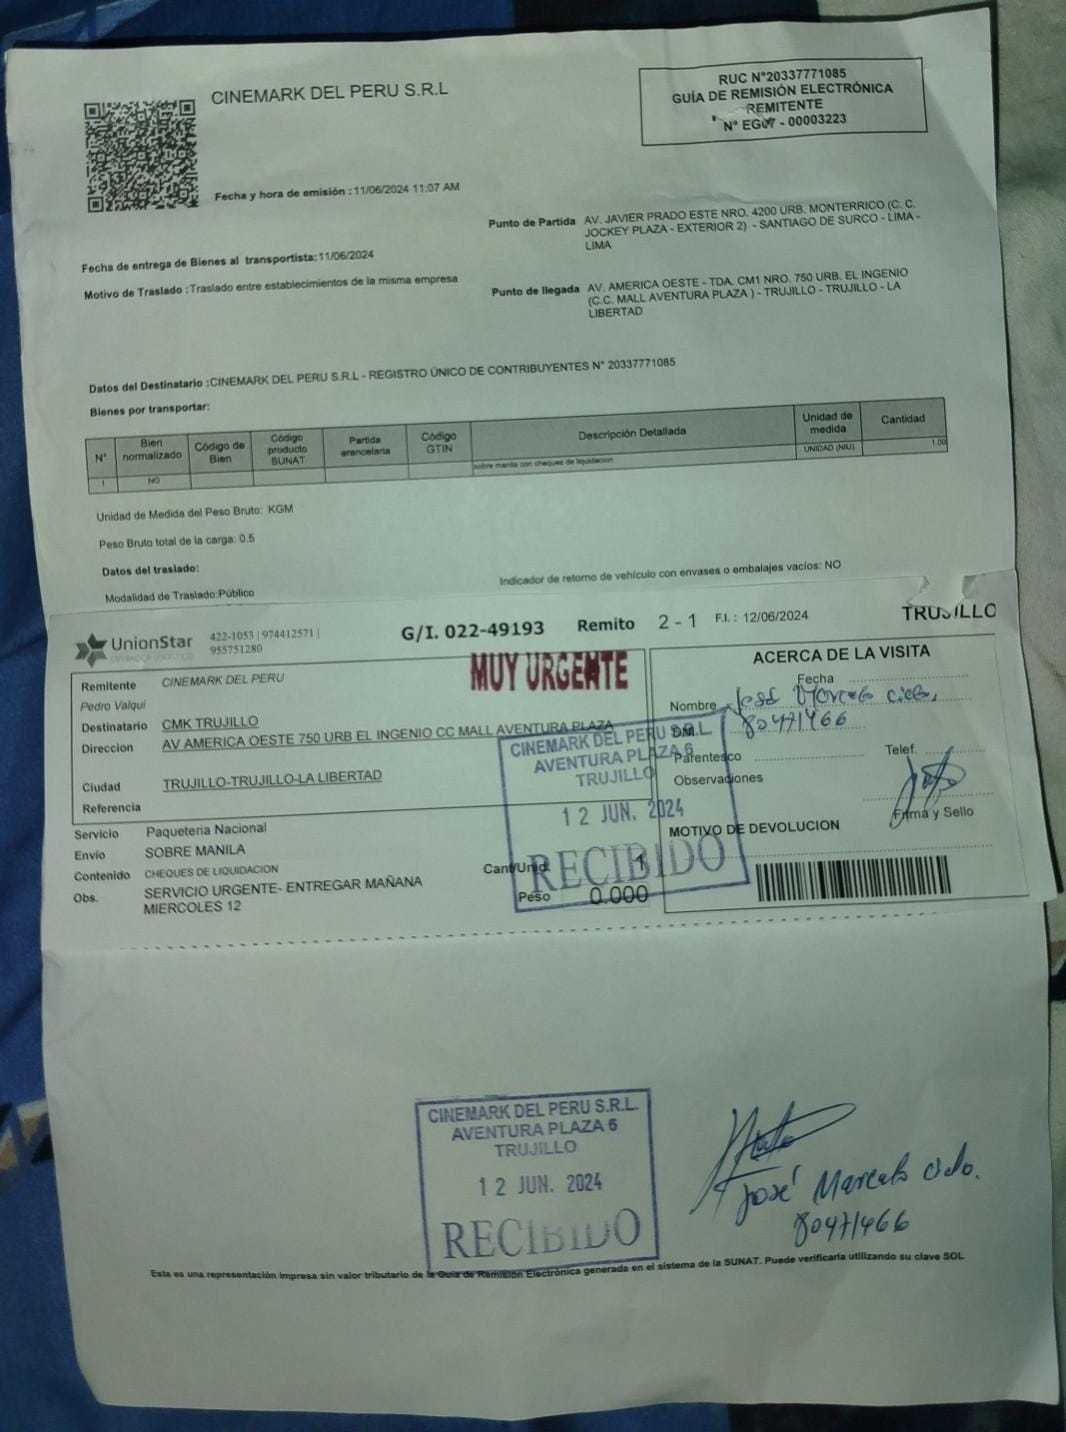 CINEMARK DEL PERU S.R.L
RUC N°20337771085
GUÍA DE REMISIÓN ELECTRÓNICA
REMITENTE
N° EG07 - 00003223
Fecha y hora de emisión : 11/06/2024 11:07 AM
Fecha de entrega de Bienes al transportista: 11/06/2024
Motivo de Traslado : Traslado entre establecimientos de la misma empresa
Punto de Partida AV. JAVIER PRADO ESTE NRO. 4200 URB. MONTERRICO (C. C.
JOCKEY PLAZA - EXTERIOR 2) - SANTIAGO DE SURCO - LIMA -
LIMA
Punto de llegada AV. AMERICA OESTE - TDA. CM1 NRO. 750 URB. EL INGENIO
(C.C. MALL AVENTURA PLAZA ) - TRUJILLO - TRUJILLO - LA
LIBERTAD
Datos del Destinatario :CINEMARK DEL PERU S.R.L - REGISTRO ÚNICO DE CONTRIBUYENTES N° 20337771085
Bienes por transportar:
N° Bien normalizado Código de Bien Código producto SUNAT Partida arancelaria Código GTIN Descripción Detallada Unidad de medida Cantidad
1 NO sobre manila con cheques de liquidacion UNIDAD (NIU) 1.00
Unidad de Medida del Peso Bruto: KGM
Peso Bruto total de la carga: 0.5
Datos del traslado:
Modalidad de Traslado:Público
Indicador de retorno de vehículo con envases o embalajes vacíos: NO
UnionStar
422-1053 | 974412571 |
955751280
G/I. 022-49193 Remito 2 - 1 F.I. : 12/06/2024 TRUJILLO
MUY URGENTE
Remitente CINEMARK DEL PERU
Pedro Valqui
Destinatario CMK TRUJILLO
Direccion AV AMERICA OESTE 750 URB EL INGENIO CC MALL AVENTURA PLAZA
Ciudad TRUJILLO-TRUJILLO-LA LIBERTAD
Referencia
Servicio Paqueteria Nacional
Envio SOBRE MANILA
Contenido CHEQUES DE LIQUIDACION
Obs. SERVICIO URGENTE- ENTREGAR MAÑANA
MIERCOLES 12
Cant/Unid. 1
Peso 0.000
ACERCA DE LA VISITA
Fecha
Nombre José Marcelo
80471466
Parentesco Telef.
Observaciones
Firma y Sello
MOTIVO DE DEVOLUCION
CINEMARK DEL PERU S.R.L
AVENTURA PLAZA 6
TRUJILLO
12 JUN. 2024
RECIBIDO
CINEMARK DEL PERU S.R.L.
AVENTURA PLAZA 6
TRUJILLO
12 JUN. 2024
RECIBIDO
José Marcelo
80471466
Esta es una representación impresa sin valor tributario de la Guía de Remisión Electrónica generada en el sistema de la SUNAT. Puede verificarla utilizando su clave SOL